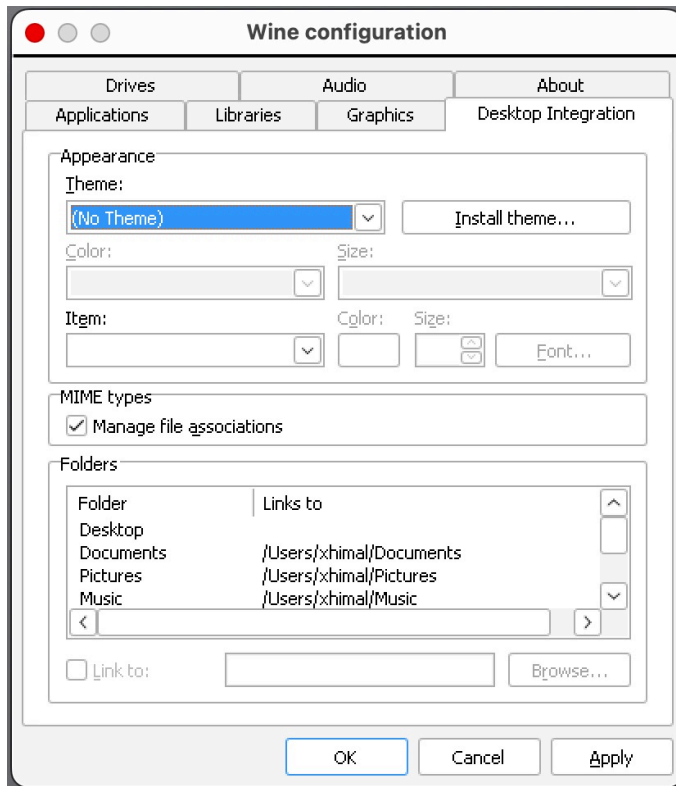 Wine configuration
Drives Audio About
Applications Libraries Graphics Desktop Integration
Appearance
Theme:
(No Theme) Install theme...
Color: Size:
Item: Color: Size:
Font...
MIME types
Manage file associations
Folders
Folder Links to
Desktop
Documents /Users/xhimal/Documents
Pictures /Users/xhimal/Pictures
Music /Users/xhimal/Music
Link to: Browse...
OK Cancel Apply